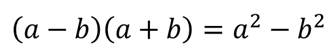 (𝑎 − 𝑏)(𝑎 + 𝑏) = 𝑎² − 𝑏²